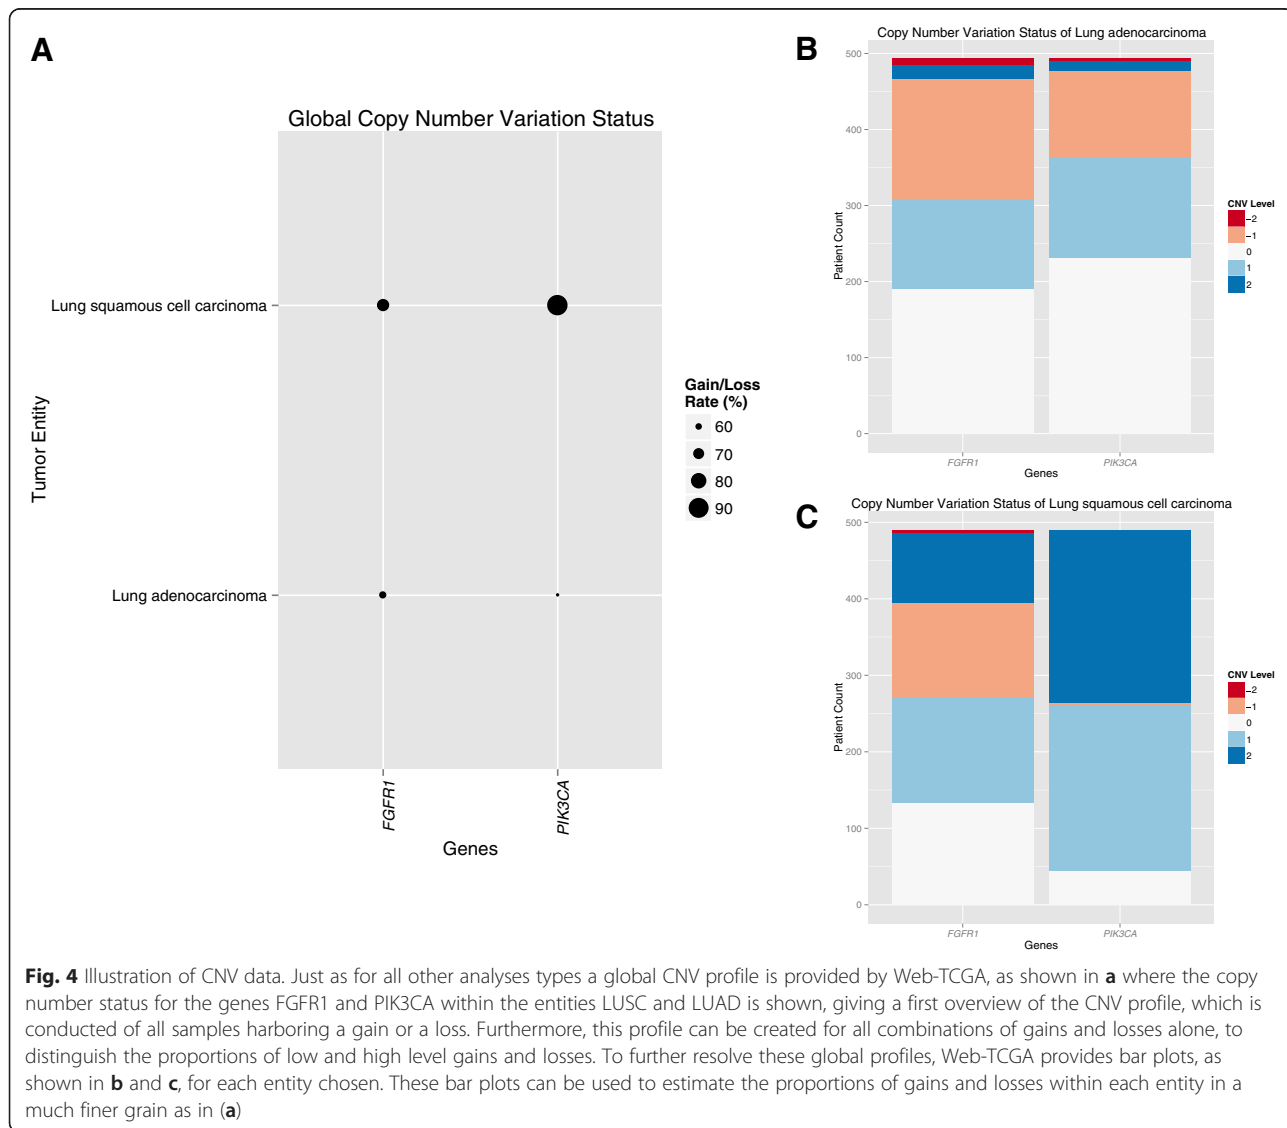 A
Global Copy Number Variation Status
Tumor Entity
Lung squamous cell carcinoma
Lung adenocarcinoma
FGFR1
PIK3CA
Genes
Gain/Loss
Rate (%)
60
70
80
90
B
Copy Number Variation Status of Lung adenocarcinoma
Patient Count
500
400
300
200
100
0
FGFR1
PIK3CA
Genes
CNV Level
−2
−1
0
1
2
C
Copy Number Variation Status of Lung squamous cell carcinoma
Patient Count
500
400
300
200
100
0
FGFR1
PIK3CA
Genes
CNV Level
−2
−1
0
1
2
Fig. 4 Illustration of CNV data. Just as for all other analyses types a global CNV profile is provided by Web-TCGA, as shown in a where the copy
number status for the genes FGFR1 and PIK3CA within the entities LUSC and LUAD is shown, giving a first overview of the CNV profile, which is
conducted of all samples harboring a gain or a loss. Furthermore, this profile can be created for all combinations of gains and losses alone, to
distinguish the proportions of low and high level gains and losses. To further resolve these global profiles, Web-TCGA provides bar plots, as
shown in b and c, for each entity chosen. These bar plots can be used to estimate the proportions of gains and losses within each entity in a
much finer grain as in (a)